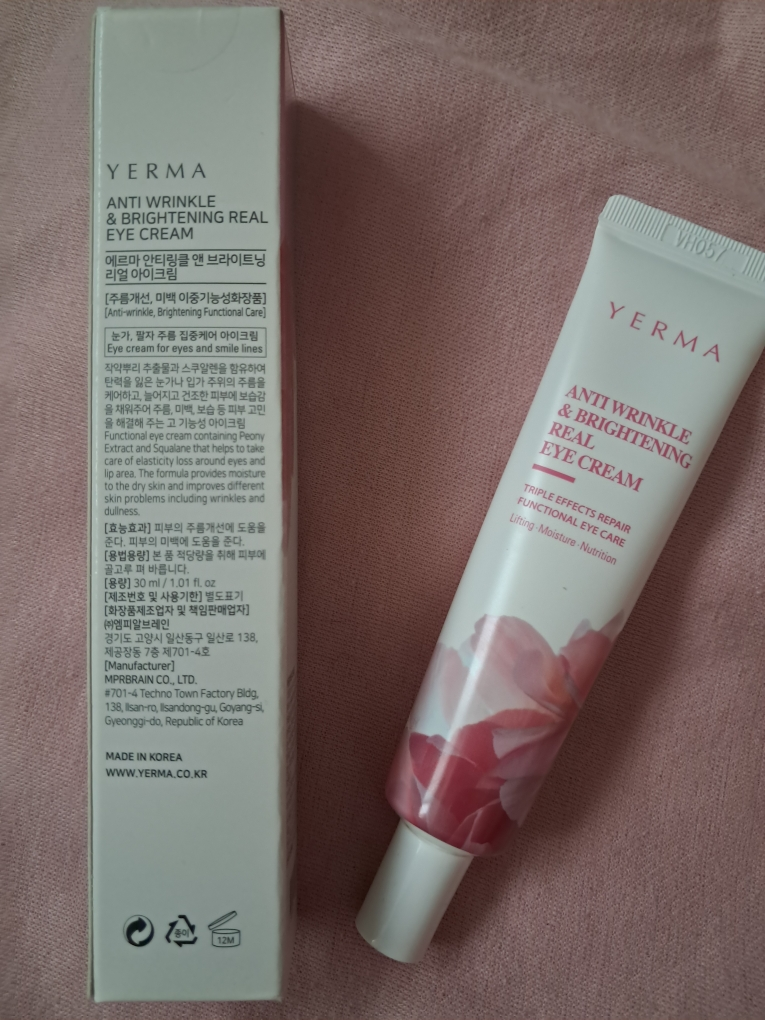 YERMA
ANTI WRINKLE
& BRIGHTENING REAL
EYE CREAM
에르마 안티링클 앤 브라이트닝
리얼 아이크림
[주름개선, 미백 이중기능성화장품]
[Anti-wrinkle, Brightening Functional Care]
눈가, 팔자 주름 집중케어 아이크림
Eye cream for eyes and smile lines
작약뿌리 추출물과 스쿠알렌을 함유하여
탄력을 잃은 눈가나 입가 주위의 주름을
케어하고, 늘어지고 건조한 피부에 보습감
을 채워주어 주름, 미백, 보습 등 피부 고민
을 해결해 주는 고 기능성 아이크림
Functional eye cream containing Peony
Extract and Squalane that helps to take
care of elasticity loss around eyes and
lip area. The formula provides moisture
to the dry skin and improves different
skin problems including wrinkles and
dullness.
[효능효과] 피부의 주름개선에 도움을
준다. 피부의 미백에 도움을 준다.
[용법용량] 본 품 적당량을 취해 피부에
골고루 펴 바릅니다.
[용량] 30 ml / 1.01 fl. oz
[제조번호 및 사용기한] 별도표기
[화장품제조업자 및 책임판매업자]
㈜엠피알브레인
경기도 고양시 일산동구 일산로 138,
제공장동 7층 제701-4호
[Manufacturer]
MPRBRAIN CO., LTD.
#701-4 Techno Town Factory Bldg,
138, Ilsan-ro, Ilsandong-gu, Goyang-si,
Gyeonggi-do, Republic of Korea
MADE IN KOREA
WWW.YERMA.CO.KR
종이
12M
VH057
YERMA
ANTI WRINKLE
& BRIGHTENING
REAL
EYE CREAM
TRIPLE EFFECTS REPAIR
FUNCTIONAL EYE CARE
Lifting · Moisture · Nutrition